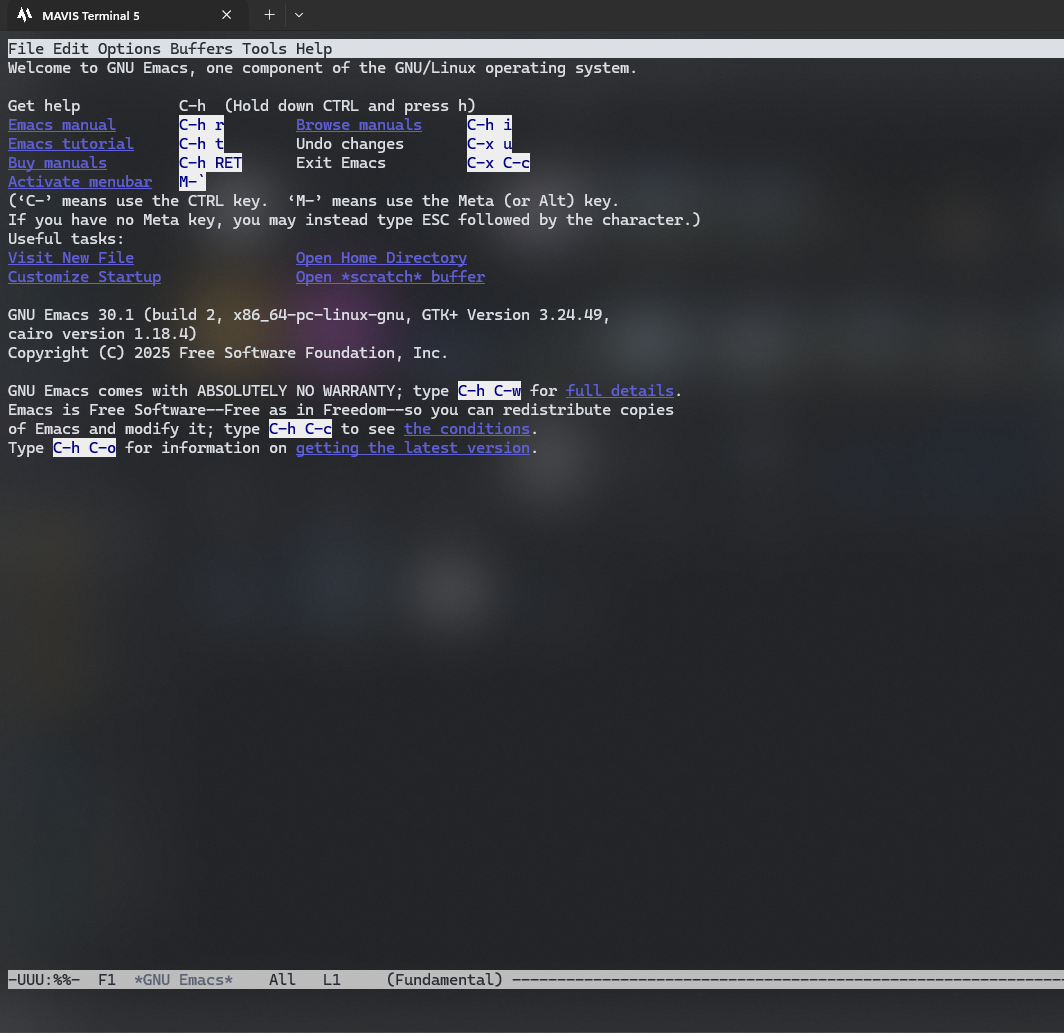 MAVIS Terminal 5
File Edit Options Buffers Tools Help
Welcome to GNU Emacs, one component of the GNU/Linux operating system.
Get help C-h (Hold down CTRL and press h)
Emacs manual C-h r Browse manuals C-h i
Emacs tutorial C-h t Undo changes C-x u
Buy manuals C-h RET Exit Emacs C-x C-c
Activate menubar M-`
(‘C-’ means use the CTRL key. ‘M-’ means use the Meta (or Alt) key.
If you have no Meta key, you may instead type ESC followed by the character.)
Useful tasks:
Visit New File Open Home Directory
Customize Startup Open *scratch* buffer
GNU Emacs 30.1 (build 2, x86_64-pc-linux-gnu, GTK+ Version 3.24.49,
cairo version 1.18.4)
Copyright (C) 2025 Free Software Foundation, Inc.
GNU Emacs comes with ABSOLUTELY NO WARRANTY; type C-h C-w for full details.
Emacs is Free Software--Free as in Freedom--so you can redistribute copies
of Emacs and modify it; type C-h C-c to see the conditions.
Type C-h C-o for information on getting the latest version.
-UUU:%%- F1 *GNU Emacs* All L1 (Fundamental) --------------------------------------------------------------